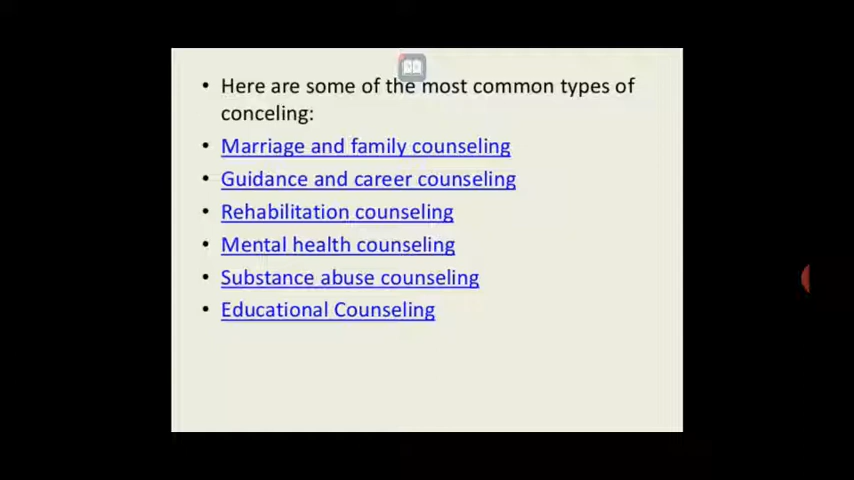 • Here are some of the most common types of
conceling:
• Marriage and family counseling
• Guidance and career counseling
• Rehabilitation counseling
• Mental health counseling
• Substance abuse counseling
• Educational Counseling